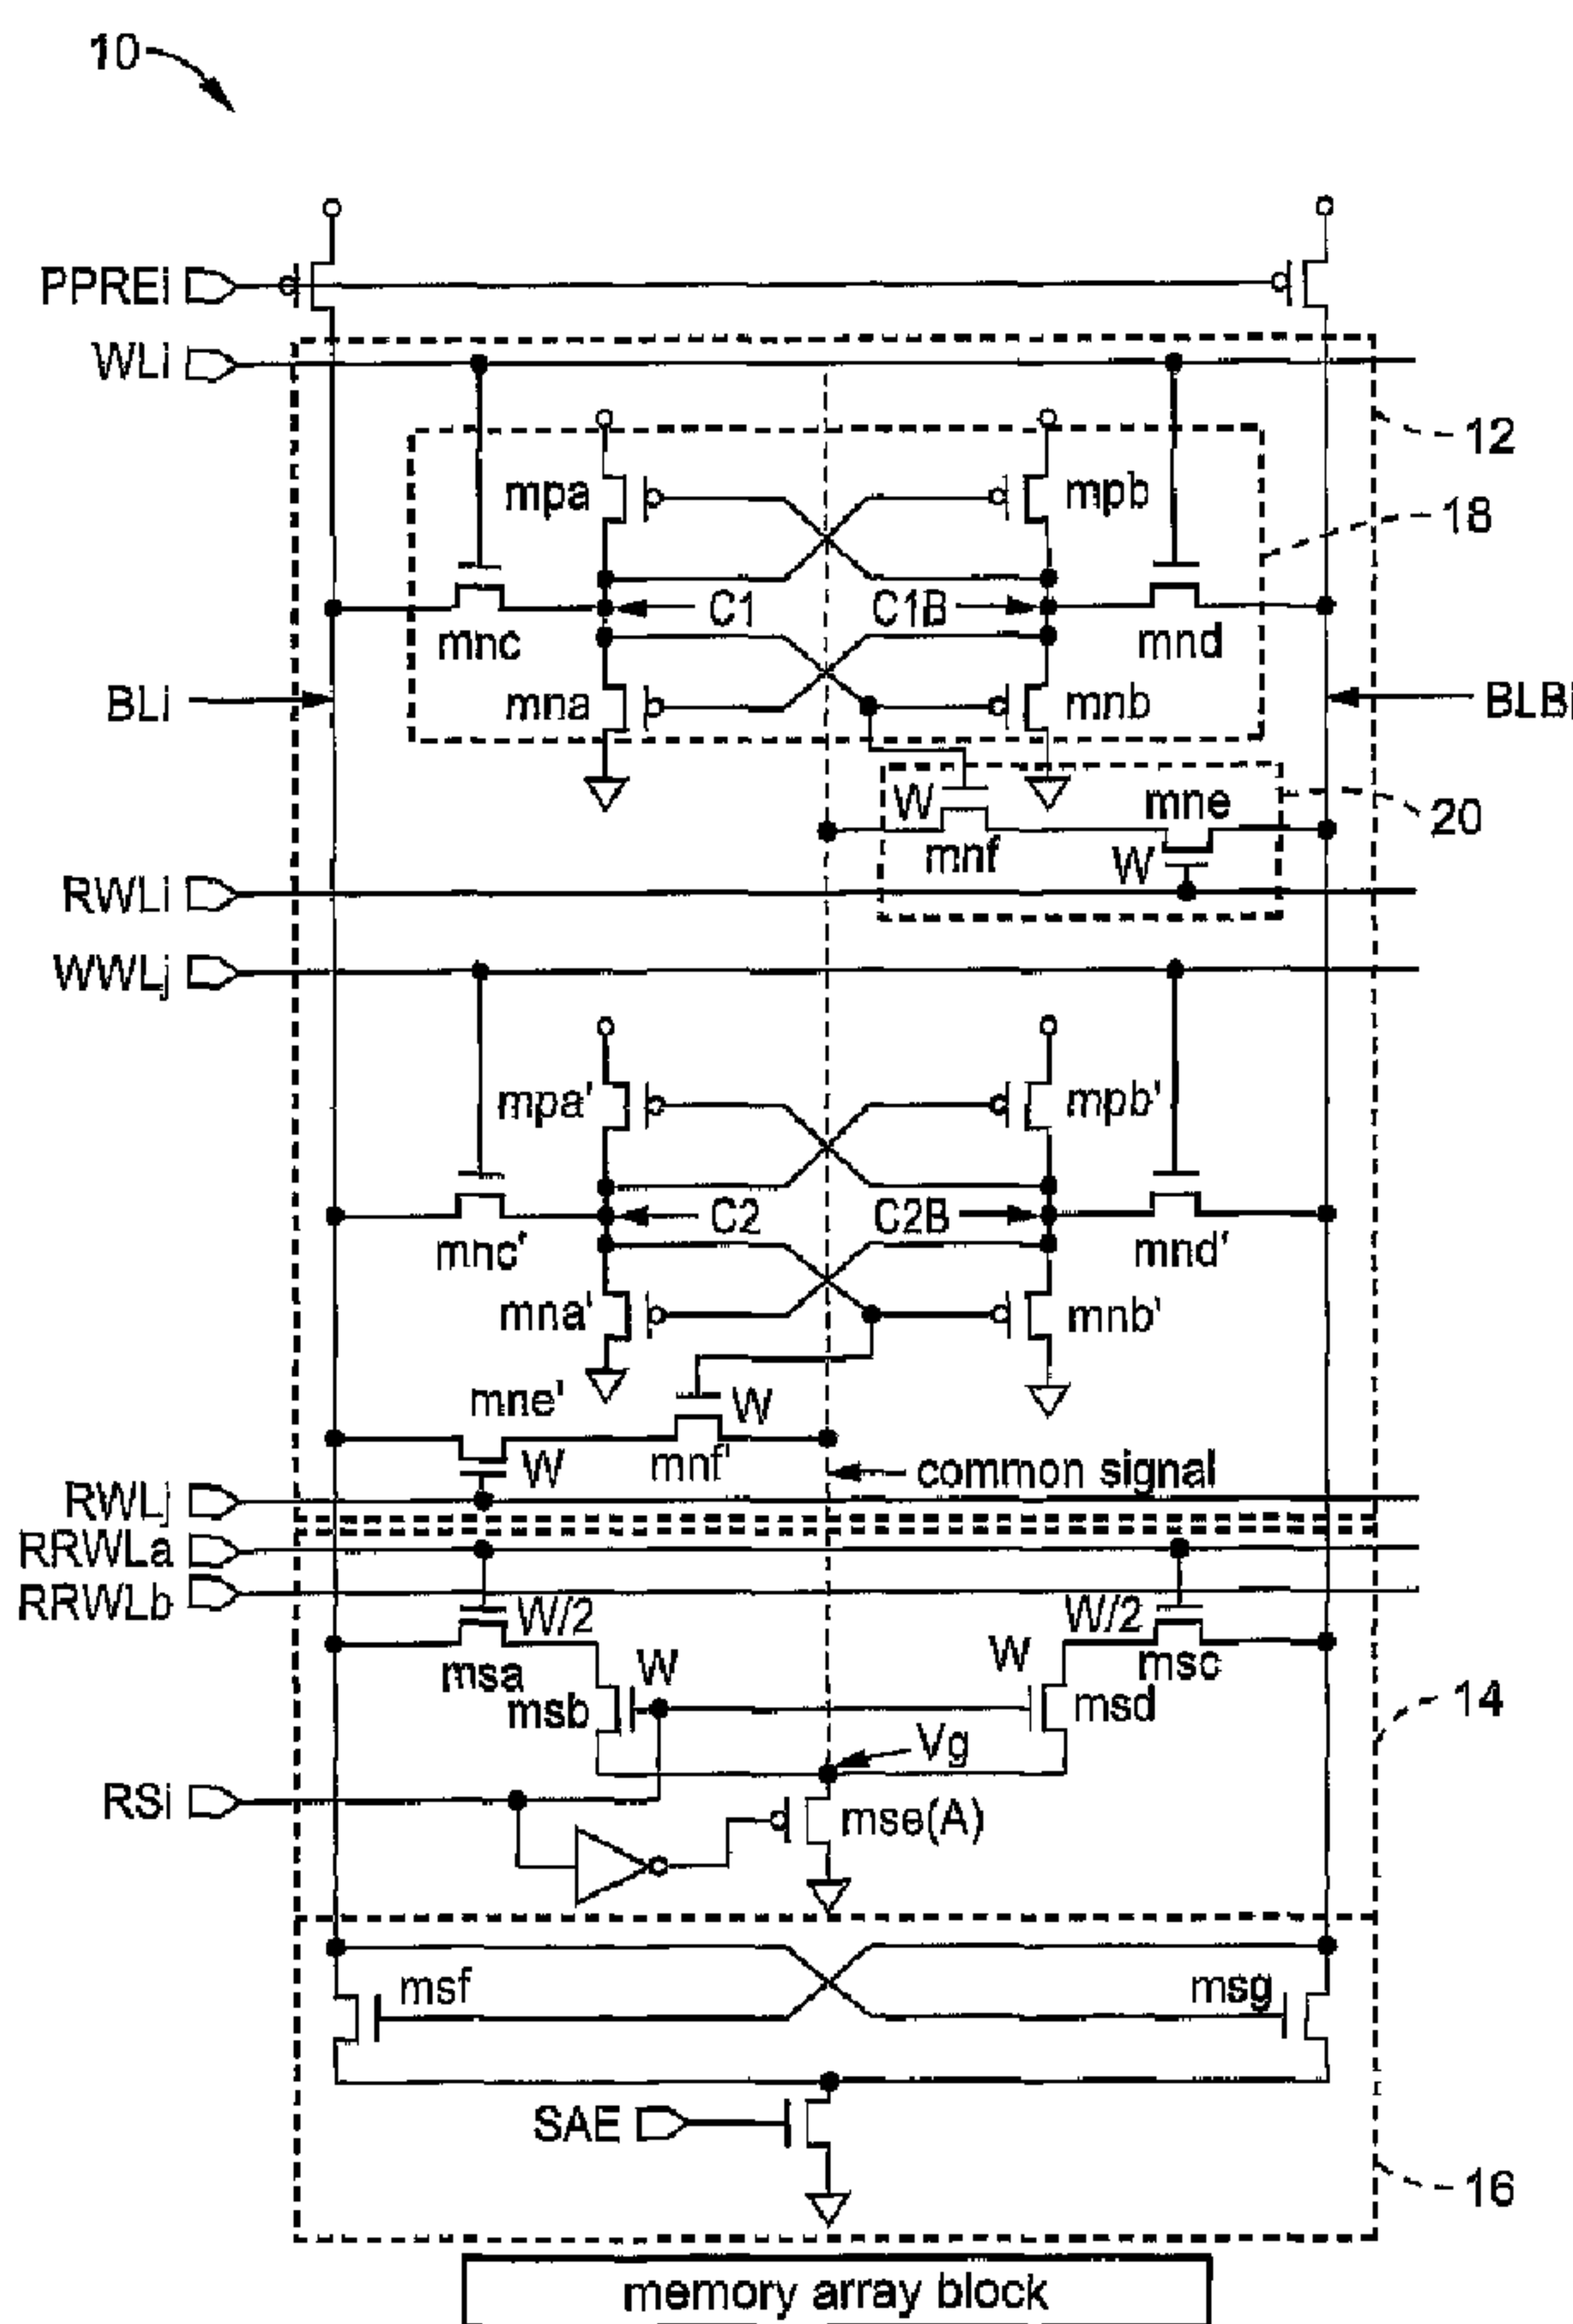 10
PPREi
WLi
12
mpa
mpb
18
C1
C1B
mnc
mnd
BLi
mna
mnb
BLBi
W
mne
20
mnf
W
RWLi
WWLj
mpa'
mpb'
C2
C2B
mnc'
mnd'
mna'
mnb'
mne'
W
W
mnf'
common signal
RWLj
RRWLa
RRWLb
W/2
W/2
msa
W
W
msc
msb
msd
14
Vg
RSi
mse(A)
msf
msg
SAE
16
memory array block